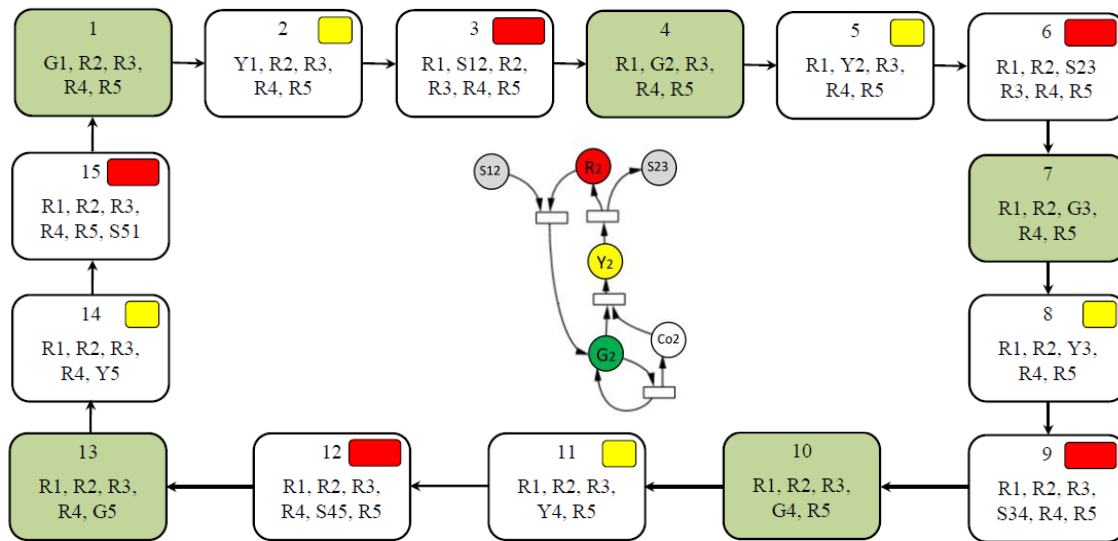 1
G1, R2, R3,
R4, R5
2
Y1, R2, R3,
R4, R5
3
R1, S12, R2,
R3, R4, R5
4
R1, G2, R3,
R4, R5
5
R1, Y2, R3,
R4, R5
6
R1, R2, S23
R3, R4, R5
15
R1, R2, R3,
R4, R5, S51
S12
R2
S23
Y2
G2
Co2
7
R1, R2, G3,
R4, R5
14
R1, R2, R3,
R4, Y5
8
R1, R2, Y3,
R4, R5
13
R1, R2, R3,
R4, G5
12
R1, R2, R3,
R4, S45, R5
11
R1, R2, R3,
Y4, R5
10
R1, R2, R3,
G4, R5
9
R1, R2, R3,
S34, R4, R5